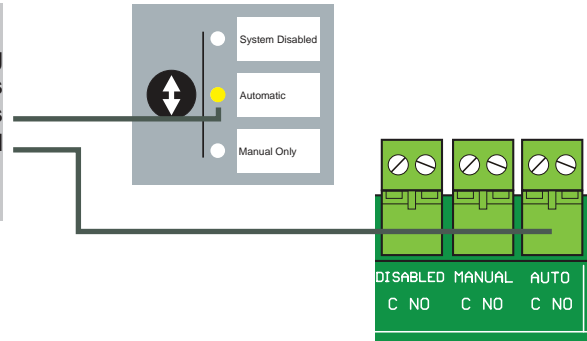 System Disabled
Automatic
Manual Only
DISABLED MANUAL AUTO
C NO C NO C NO